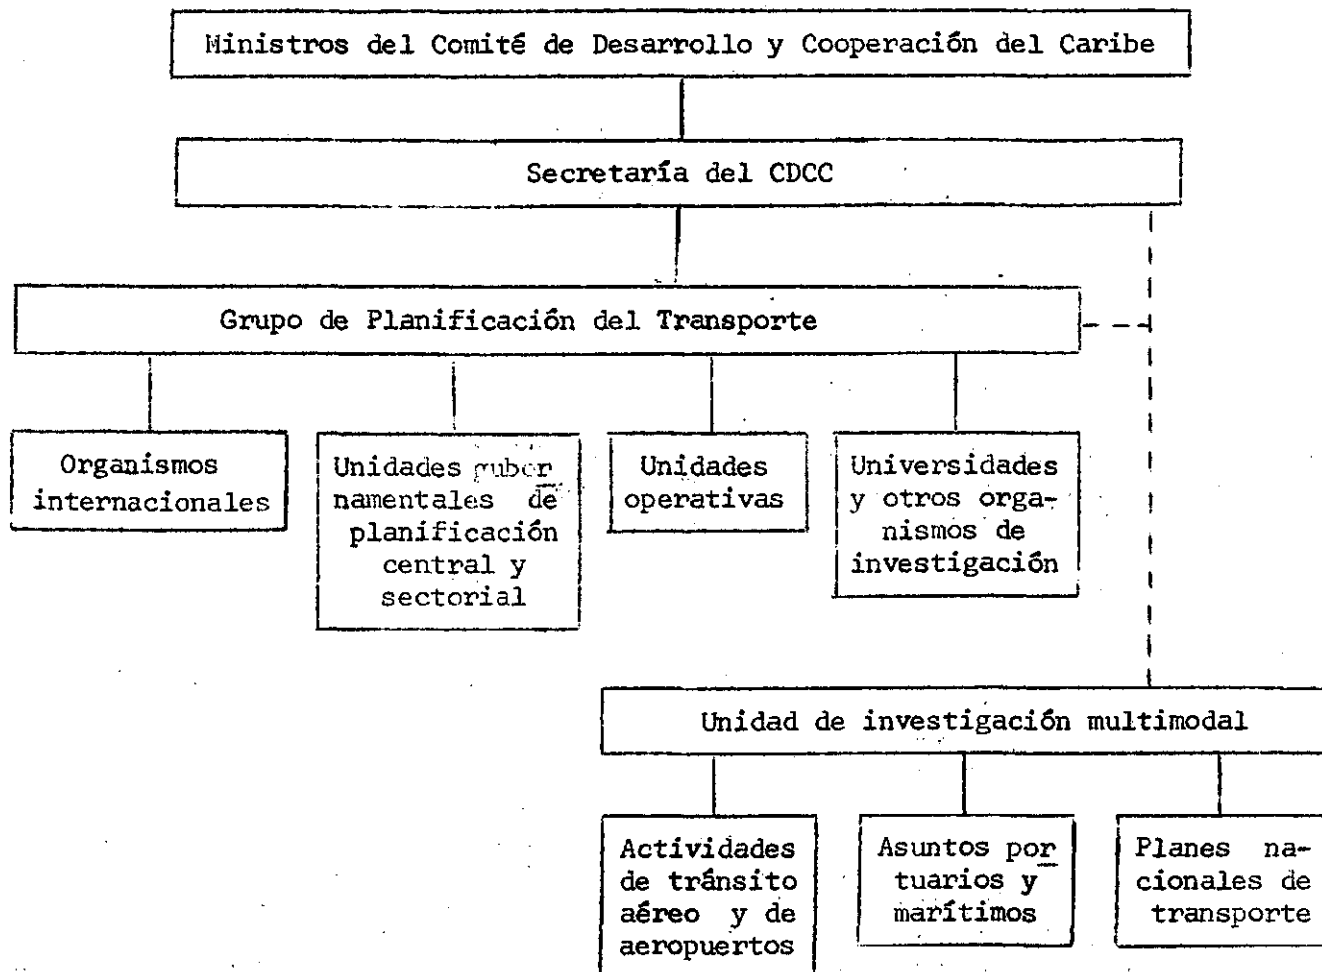 Ministros del Comité de Desarrollo y Cooperación del Caribe
Secretaría del CDCC
Grupo de Planificación del Transporte
Organismos
internacionales
Unidades guber
namentales de
planificación
central y
sectorial
Unidades
operativas
Universidades
y otros orga-
nismos de
investigación
Unidad de investigación multimodal
Actividades
de tránsito
aéreo y de
aeropuertos
Asuntos por
tuarios y
marítimos
Planes na-
cionales de
transporte